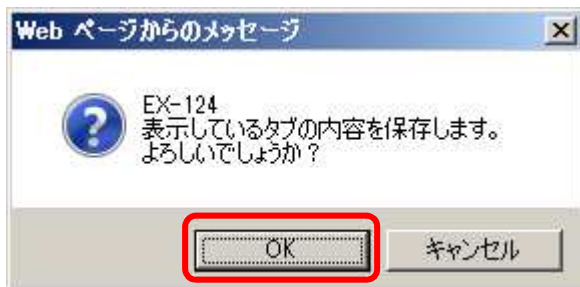 Web ページからのメッセージ
EX-124
表示しているタブの内容を保存します。
よろしいでしょうか?
OK
キャンセル